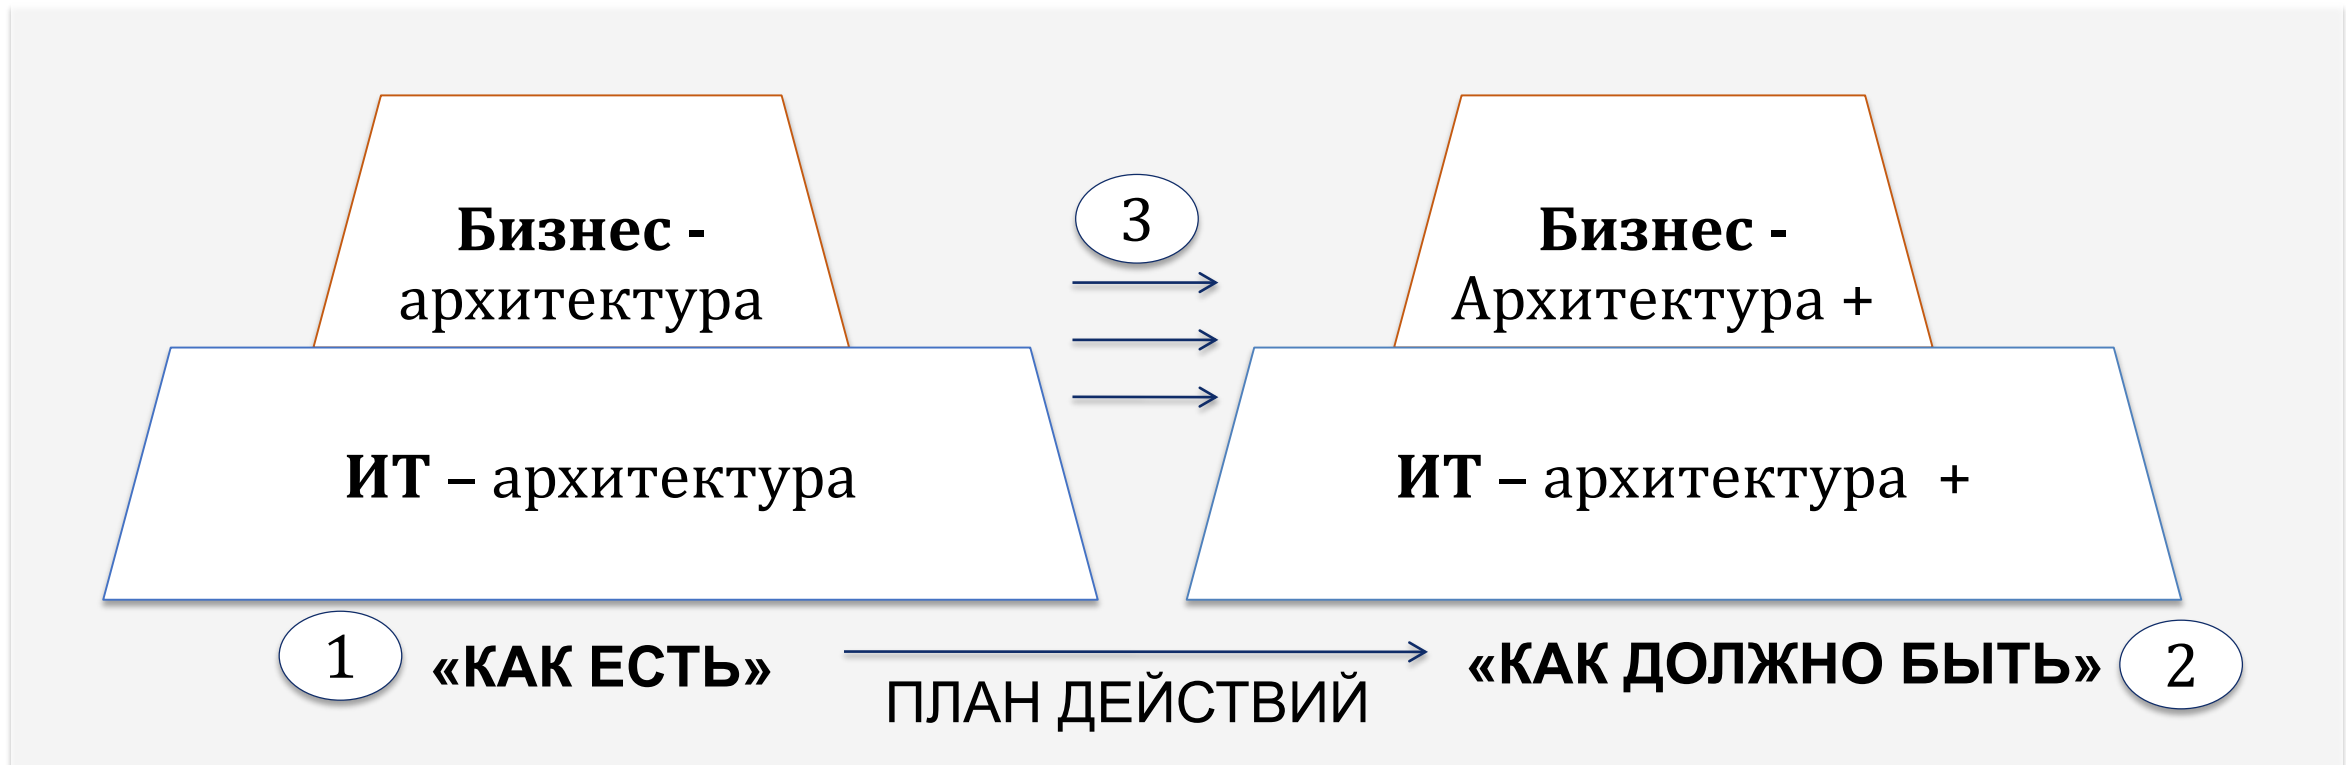 Бизнес -
архитектура
ИТ – архитектура
3
Бизнес -
Архитектура +
ИТ – архитектура  +
1
«КАК ЕСТЬ»
ПЛАН ДЕЙСТВИЙ
«КАК ДОЛЖНО БЫТЬ»
2